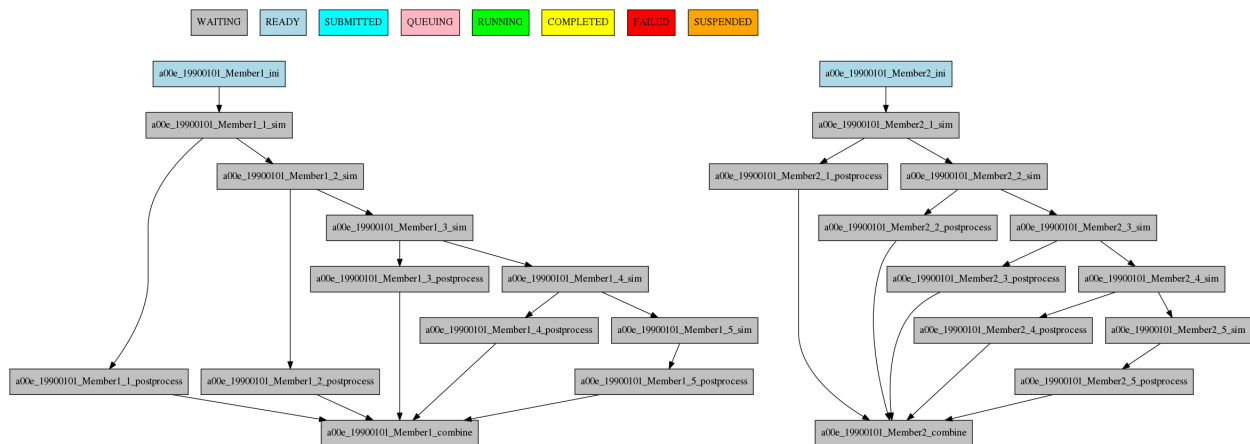 WAITING
READY
SUBMITTED
QUEUING
RUNNING
COMPLETED
FAILED
SUSPENDED
a00e_19900101_Member1_ini
a00e_19900101_Member2_ini
a00e_19900101_Member1_1_sim
a00e_19900101_Member2_1_sim
a00e_19900101_Member1_2_sim
a00e_19900101_Member2_1_postprocess
a00e_19900101_Member2_2_sim
a00e_19900101_Member1_3_sim
a00e_19900101_Member2_2_postprocess
a00e_19900101_Member2_3_sim
a00e_19900101_Member1_3_postprocess
a00e_19900101_Member1_4_sim
a00e_19900101_Member2_3_postprocess
a00e_19900101_Member2_4_sim
a00e_19900101_Member1_4_postprocess
a00e_19900101_Member1_5_sim
a00e_19900101_Member2_4_postprocess
a00e_19900101_Member2_5_sim
a00e_19900101_Member1_1_postprocess
a00e_19900101_Member1_2_postprocess
a00e_19900101_Member1_5_postprocess
a00e_19900101_Member2_5_postprocess
a00e_19900101_Member1_combine
a00e_19900101_Member2_combine